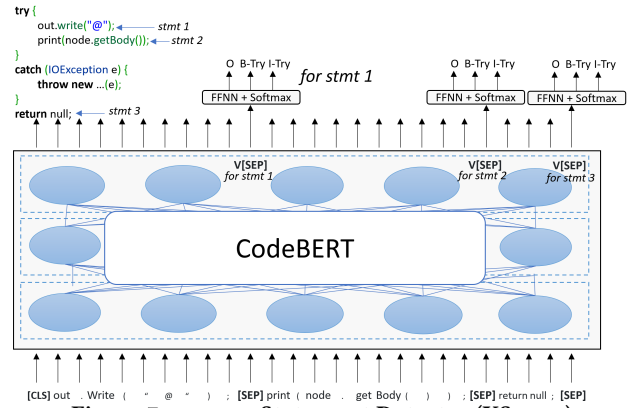 try {
out.write("@"); stmt 1
print(node.getBody()); stmt 2
}
catch (IOException e) {
throw new ...(e);
}
return null; stmt 3
O B-Try I-Try
for stmt 1
O B-Try I-Try
O B-Try I-Try
FFNN + Softmax
FFNN + Softmax
FFNN + Softmax
V[SEP]
for stmt 1
V[SEP]
for stmt 2
V[SEP]
for stmt 3
CodeBERT
[CLS] out . Write ( " @ " ) ; [SEP] print ( node . get Body ( ) ) ; [SEP] return null ; [SEP]